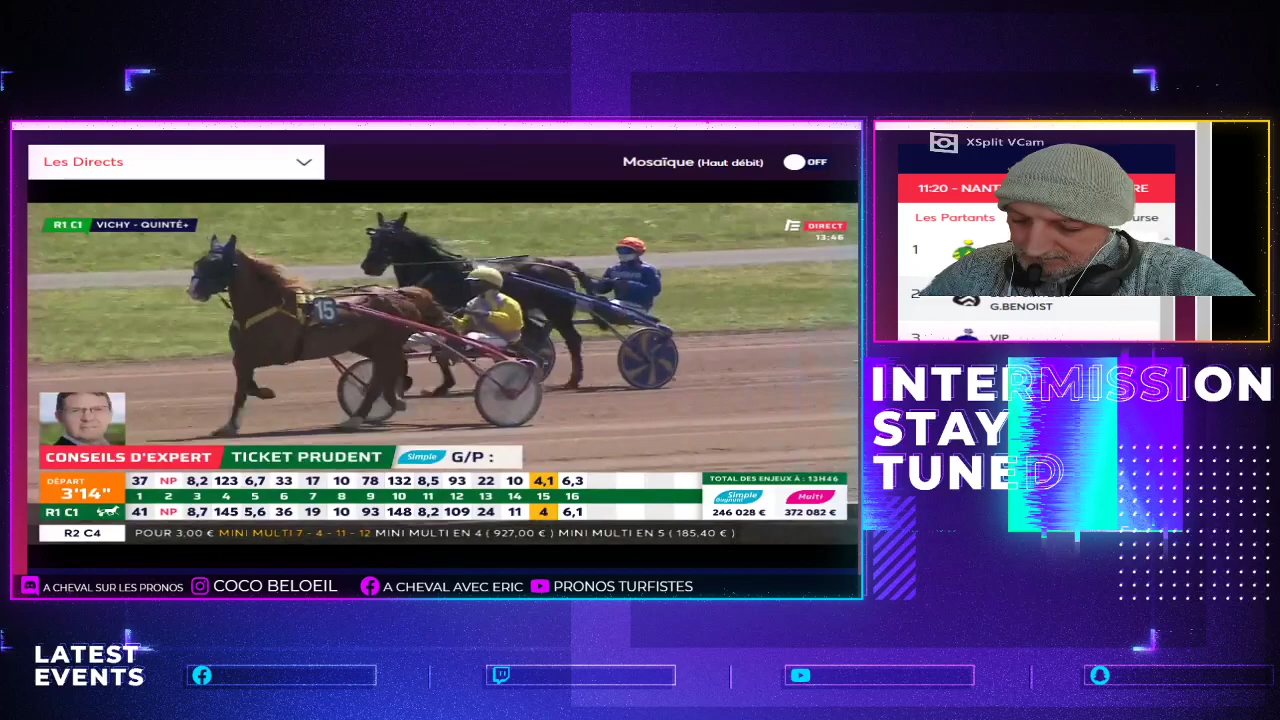 Les Directs
Mosaïque (Haut débit)
OFF
R1 C1 VICHY - QUINTÉ+
DIRECT
13:46
15
CONSEILS D'EXPERT TICKET PRUDENT Simple G/P :
DÉPART
3'14"
R1 C1
37 NP 8,2 123 6,7 33 17 10 78 132 8,5 93 22 10 4,1 6,3
1 2 3 4 5 6 7 8 9 10 11 12 13 14 15 16
41 NP 8,7 145 5,6 36 19 10 93 148 8,2 109 24 11 4 6,1
TOTAL DES ENJEUX À : 13H46
Simple Gagnant Multi
246 028 € 372 082 €
R2 C4 POUR 3,00 € MINI MULTI 7 - 4 - 11 - 12 MINI MULTI EN 4 ( 927,00 € ) MINI MULTI EN 5 ( 185,40 € )
A CHEVAL SUR LES PRONOS COCO BELOEIL A CHEVAL AVEC ERIC PRONOS TURFISTES
XSplit VCam
11:20 - NANT RE
Les Partants urse
1
2
G.BENOIST
3 VIP
INTERMISSION
STAY
TUNED
LATEST
EVENTS